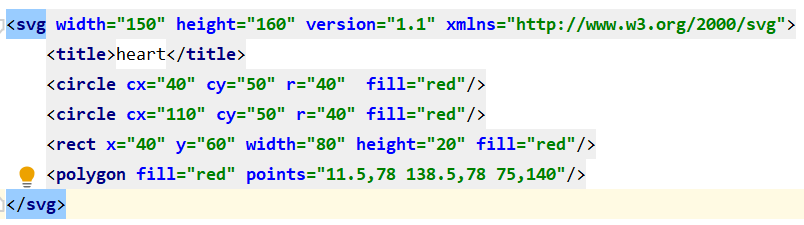 <svg width="150" height="160" version="1.1" xmlns="http://www.w3.org/2000/svg">
<title>heart</title>
<circle cx="40" cy="50" r="40"  fill="red"/>
<circle cx="110" cy="50" r="40" fill="red"/>
<rect x="40" y="60" width="80" height="20" fill="red"/>
<polygon fill="red" points="11.5,78 138.5,78 75,140"/>
</svg>